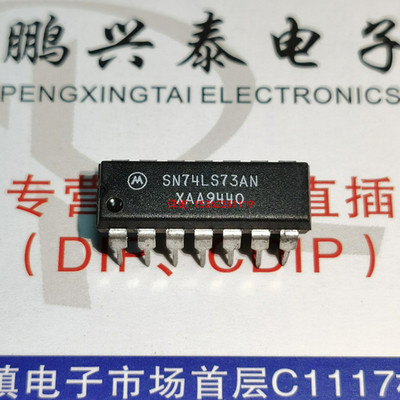 鹏兴泰电子
PENGXINGTAI ELECTRONICS
SN74LS73AN
XAA9440
专营 直插
(DIP、CDIP)
镇电子市场首层C1117